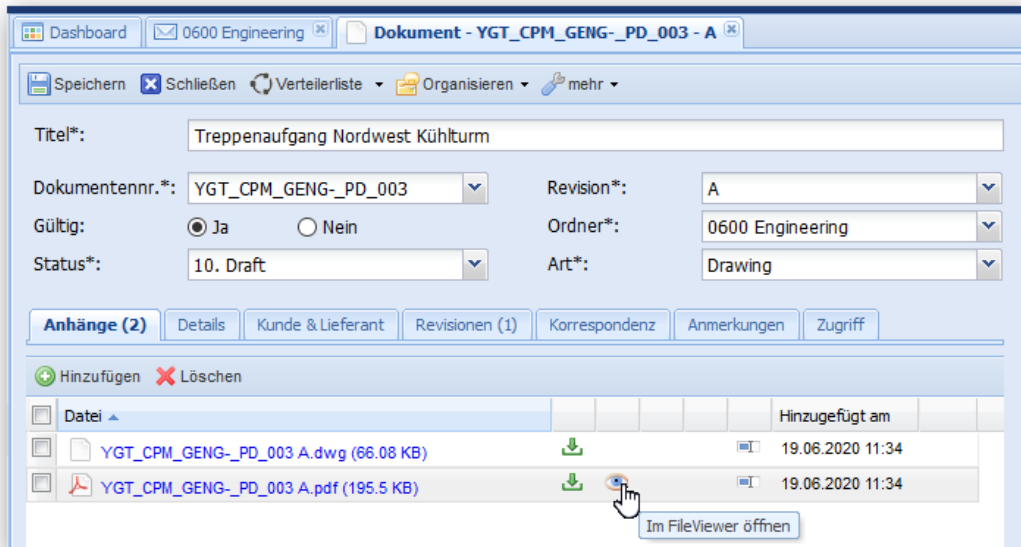 Dashboard 0600 Engineering Dokument - YGT_CPM_GENG-_PD_003 - A
Speichern Schließen Verteilerliste Organisieren mehr
Titel*: Treppenaufgang Nordwest Kühlturm
Dokumentennr.*: YGT_CPM_GENG-_PD_003 Revision*: A
Gültig: Ja Nein Ordner*: 0600 Engineering
Status*: 10. Draft Art*: Drawing
Anhänge (2) Details Kunde & Lieferant Revisionen (1) Korrespondenz Anmerkungen Zugriff
Hinzufügen Löschen
Datei Hinzugefügt am
YGT_CPM_GENG-_PD_003 A.dwg (66.08 KB) 19.06.2020 11:34
YGT_CPM_GENG-_PD_003 A.pdf (195.5 KB) 19.06.2020 11:34
Im FileViewer öffnen